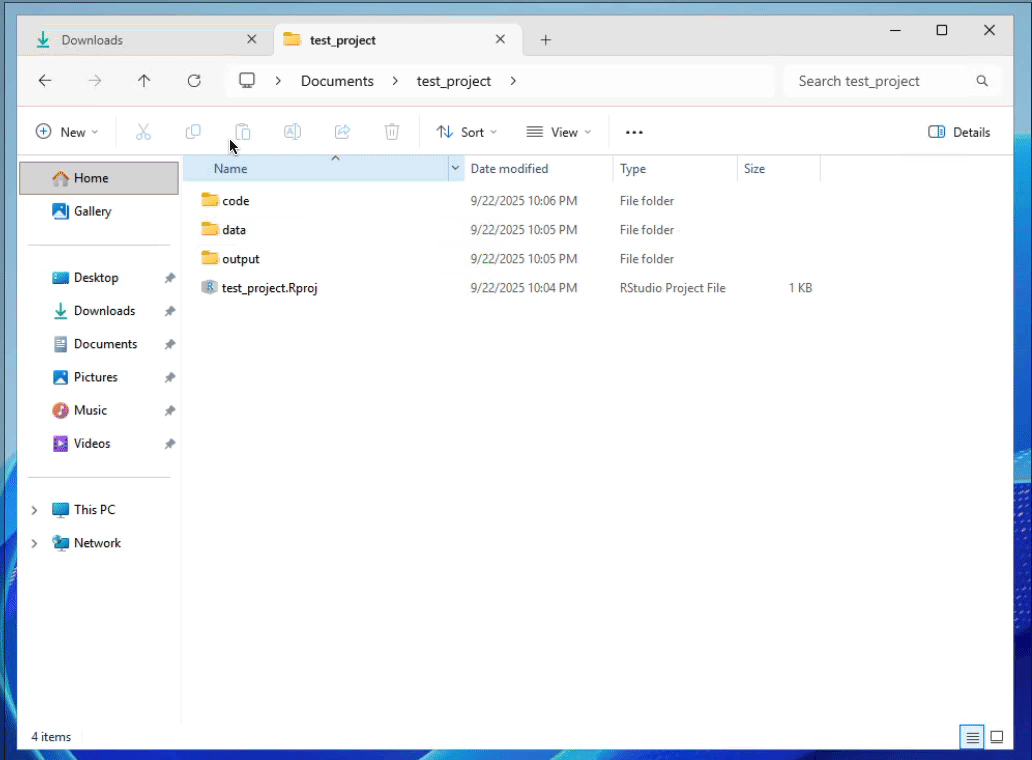 Downloads
test_project
Documents
test_project
Search test_project
New
Sort
View
Details
Name
Date modified
Type
Size
Home
Gallery
Desktop
Downloads
Documents
Pictures
Music
Videos
This PC
Network
code 9/22/2025 10:06 PM File folder
data 9/22/2025 10:05 PM File folder
output 9/22/2025 10:05 PM File folder
test_project.Rproj 9/22/2025 10:04 PM RStudio Project File 1 KB
4 items